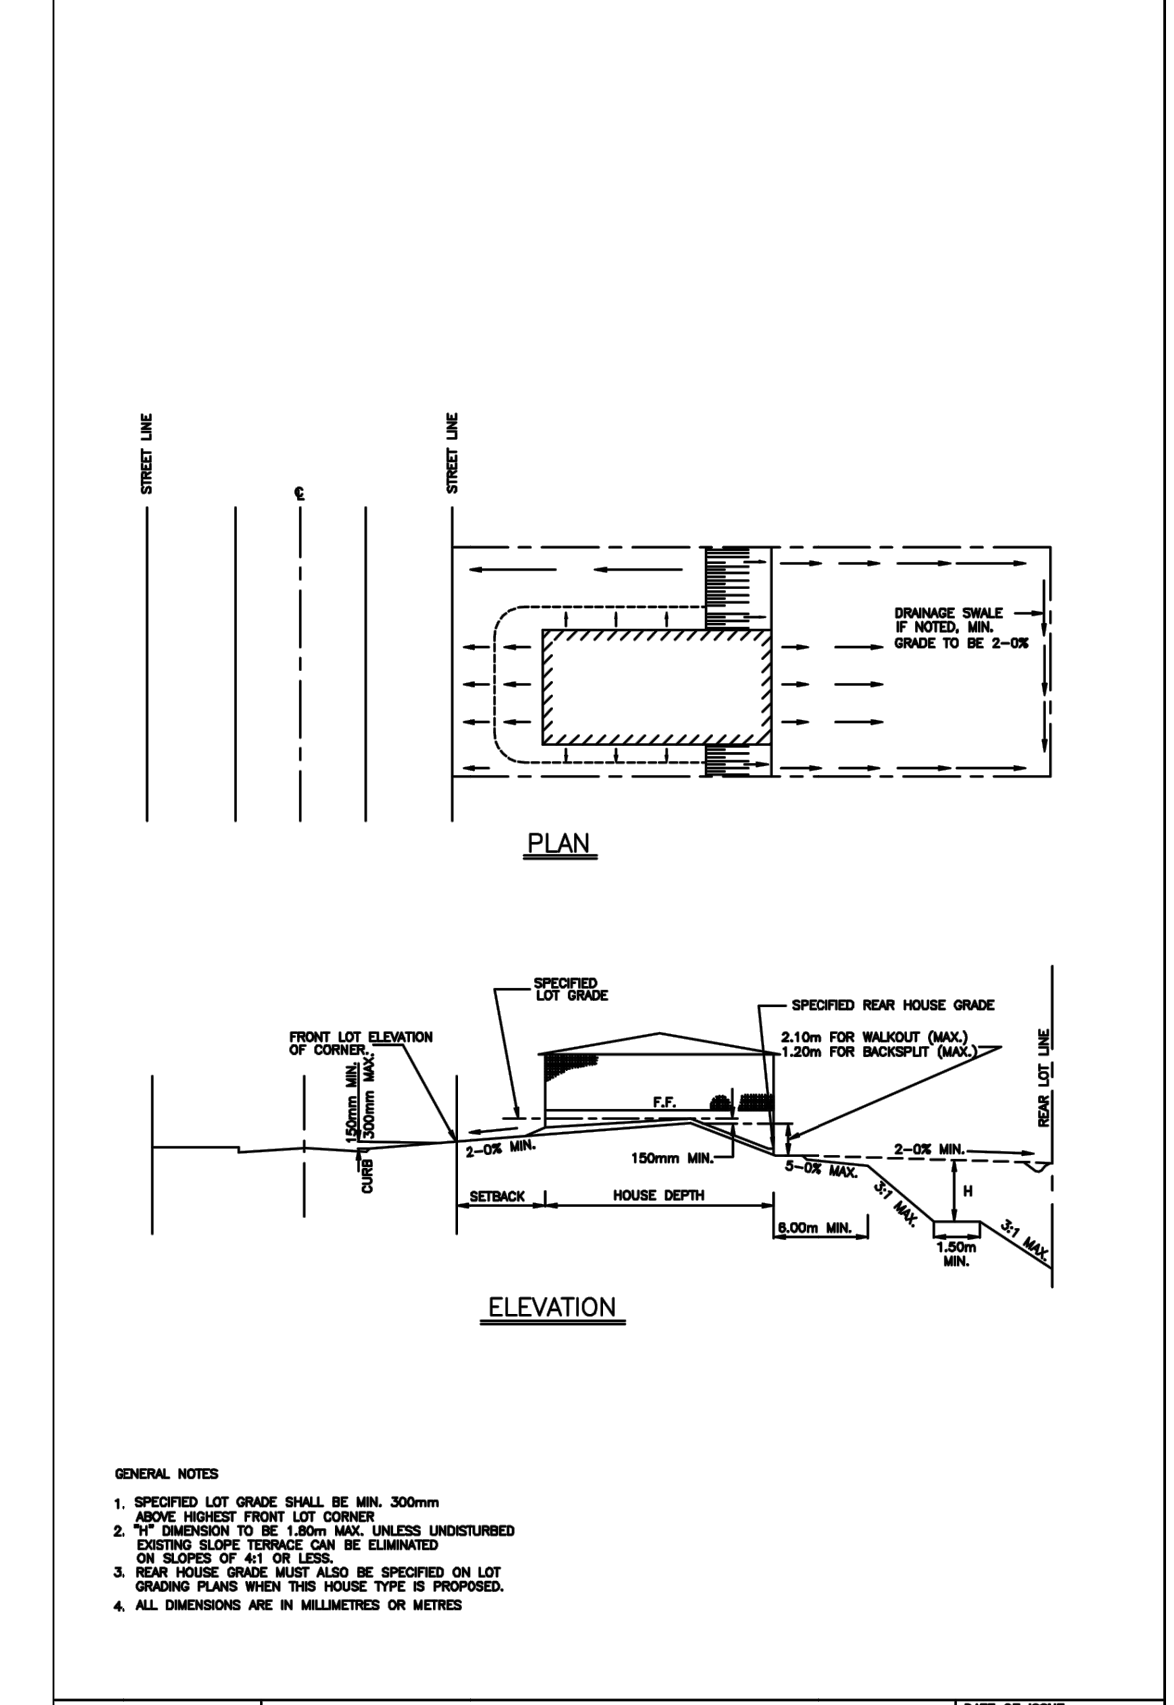 STREET LINE
STREET LINE
℄
DRAINAGE SWALE
IF NOTED, MIN.
GRADE TO BE 2-0%
PLAN
SPECIFIED
LOT GRADE
SPECIFIED REAR HOUSE GRADE
FRONT LOT ELEVATION
OF CORNER.
2.10m FOR WALKOUT (MAX.)
1.20m FOR BACKSPLIT (MAX.)
REAR LOT LINE
150mm MIN.
300mm MAX.
CURB
F.F.
2-0% MIN.
150mm MIN.
5-0% MAX.
2-0% MIN.
SETBACK
HOUSE DEPTH
3:1 MAX.
H
6.00m MIN.
1.50m
MIN.
3:1 MAX.
ELEVATION
GENERAL NOTES
1. SPECIFIED LOT GRADE SHALL BE MIN. 300mm
ABOVE HIGHEST FRONT LOT CORNER
2. "H" DIMENSION TO BE 1.80m MAX. UNLESS UNDISTURBED
EXISTING SLOPE TERRACE CAN BE ELIMINATED
ON SLOPES OF 4:1 OR LESS.
3. REAR HOUSE GRADE MUST ALSO BE SPECIFIED ON LOT
GRADING PLANS WHEN THIS HOUSE TYPE IS PROPOSED.
4. ALL DIMENSIONS ARE IN MILLIMETRES OR METRES